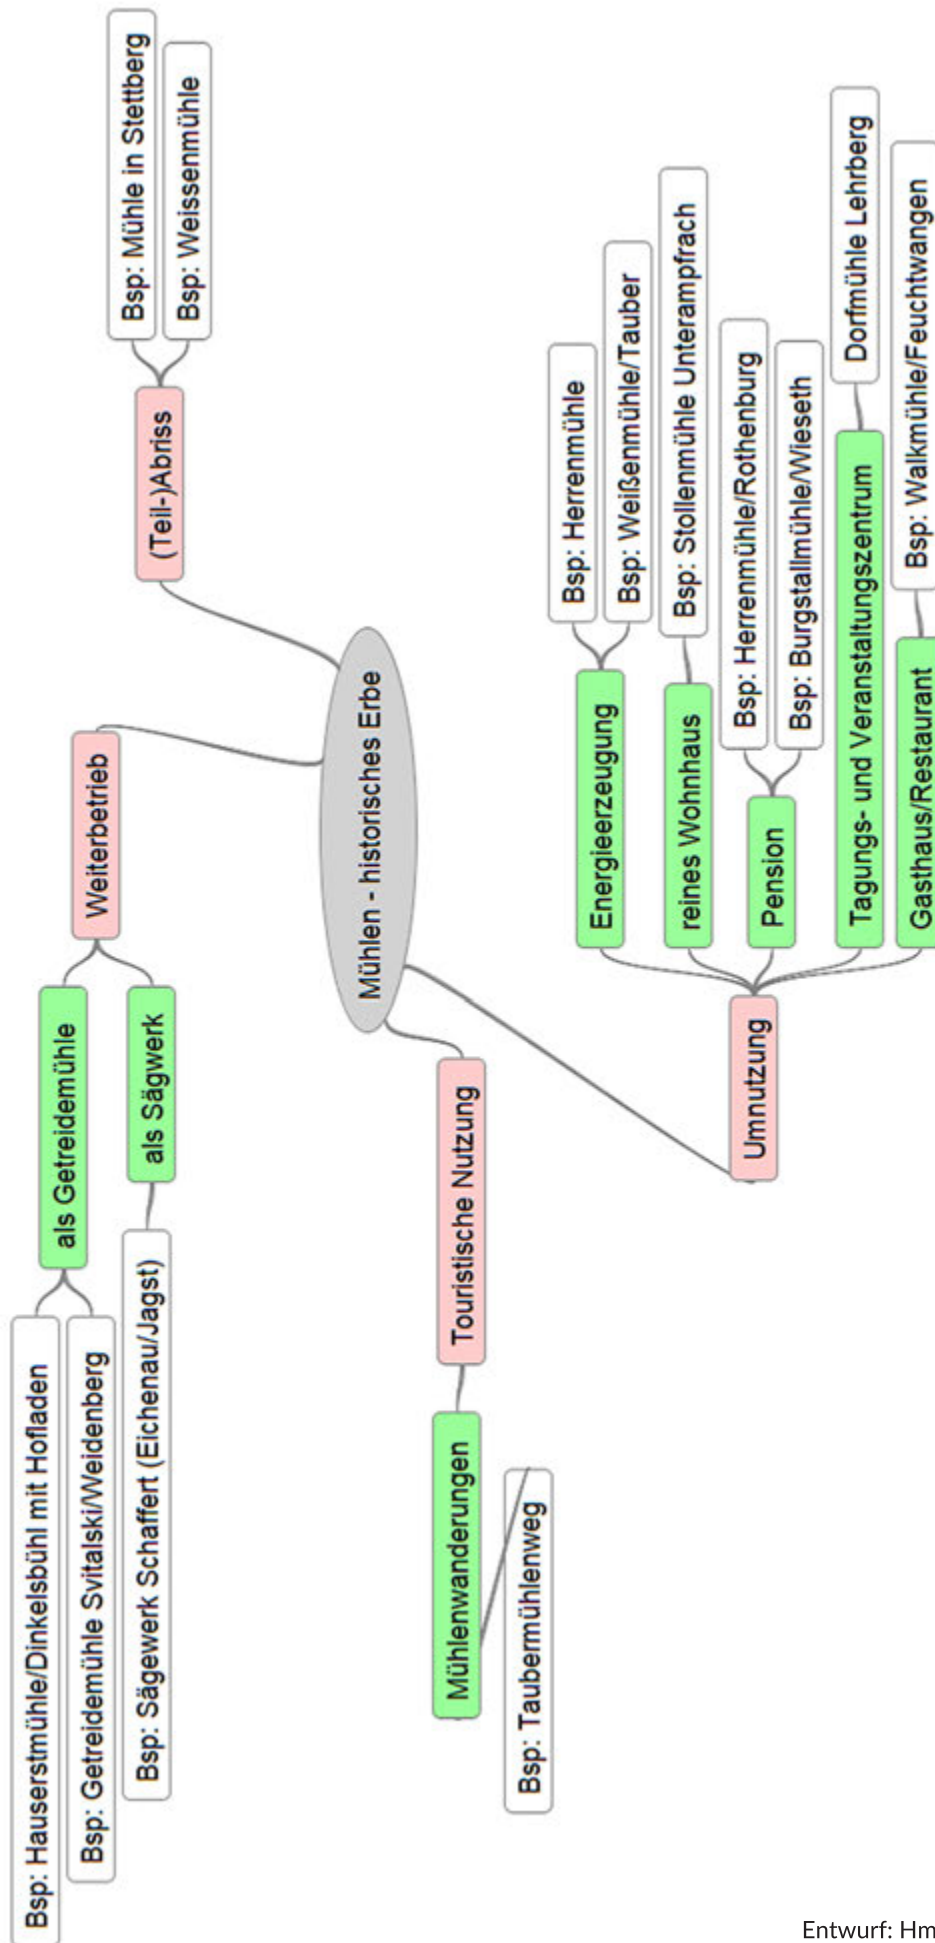 Mühlen - historisches Erbe
Weiterbetrieb
als Getreidemühle
Bsp: Hauserstmühle/Dinkelsbühl mit Hofladen
Bsp: Getreidemühle Svitalski/Weidenberg
als Sägwerk
Bsp: Sägewerk Schaffert (Eichenau/Jagst)
(Teil-)Abriss
Bsp: Mühle in Stettberg
Bsp: Weissenmühle
Touristische Nutzung
Mühlenwanderungen
Bsp: Taubermühlenweg
Umnutzung
Energieerzeugung
Bsp: Herrenmühle
Bsp: Weißenmühle/Tauber
reines Wohnhaus
Bsp: Stollenmühle Unterampfrach
Pension
Bsp: Herrenmühle/Rothenburg
Bsp: Burgstallmühle/Wieseth
Tagungs- und Veranstaltungszentrum
Dorfmühle Lehrberg
Gasthaus/Restaurant
Bsp: Walkmühle/Feuchtwangen
Entwurf: Hm